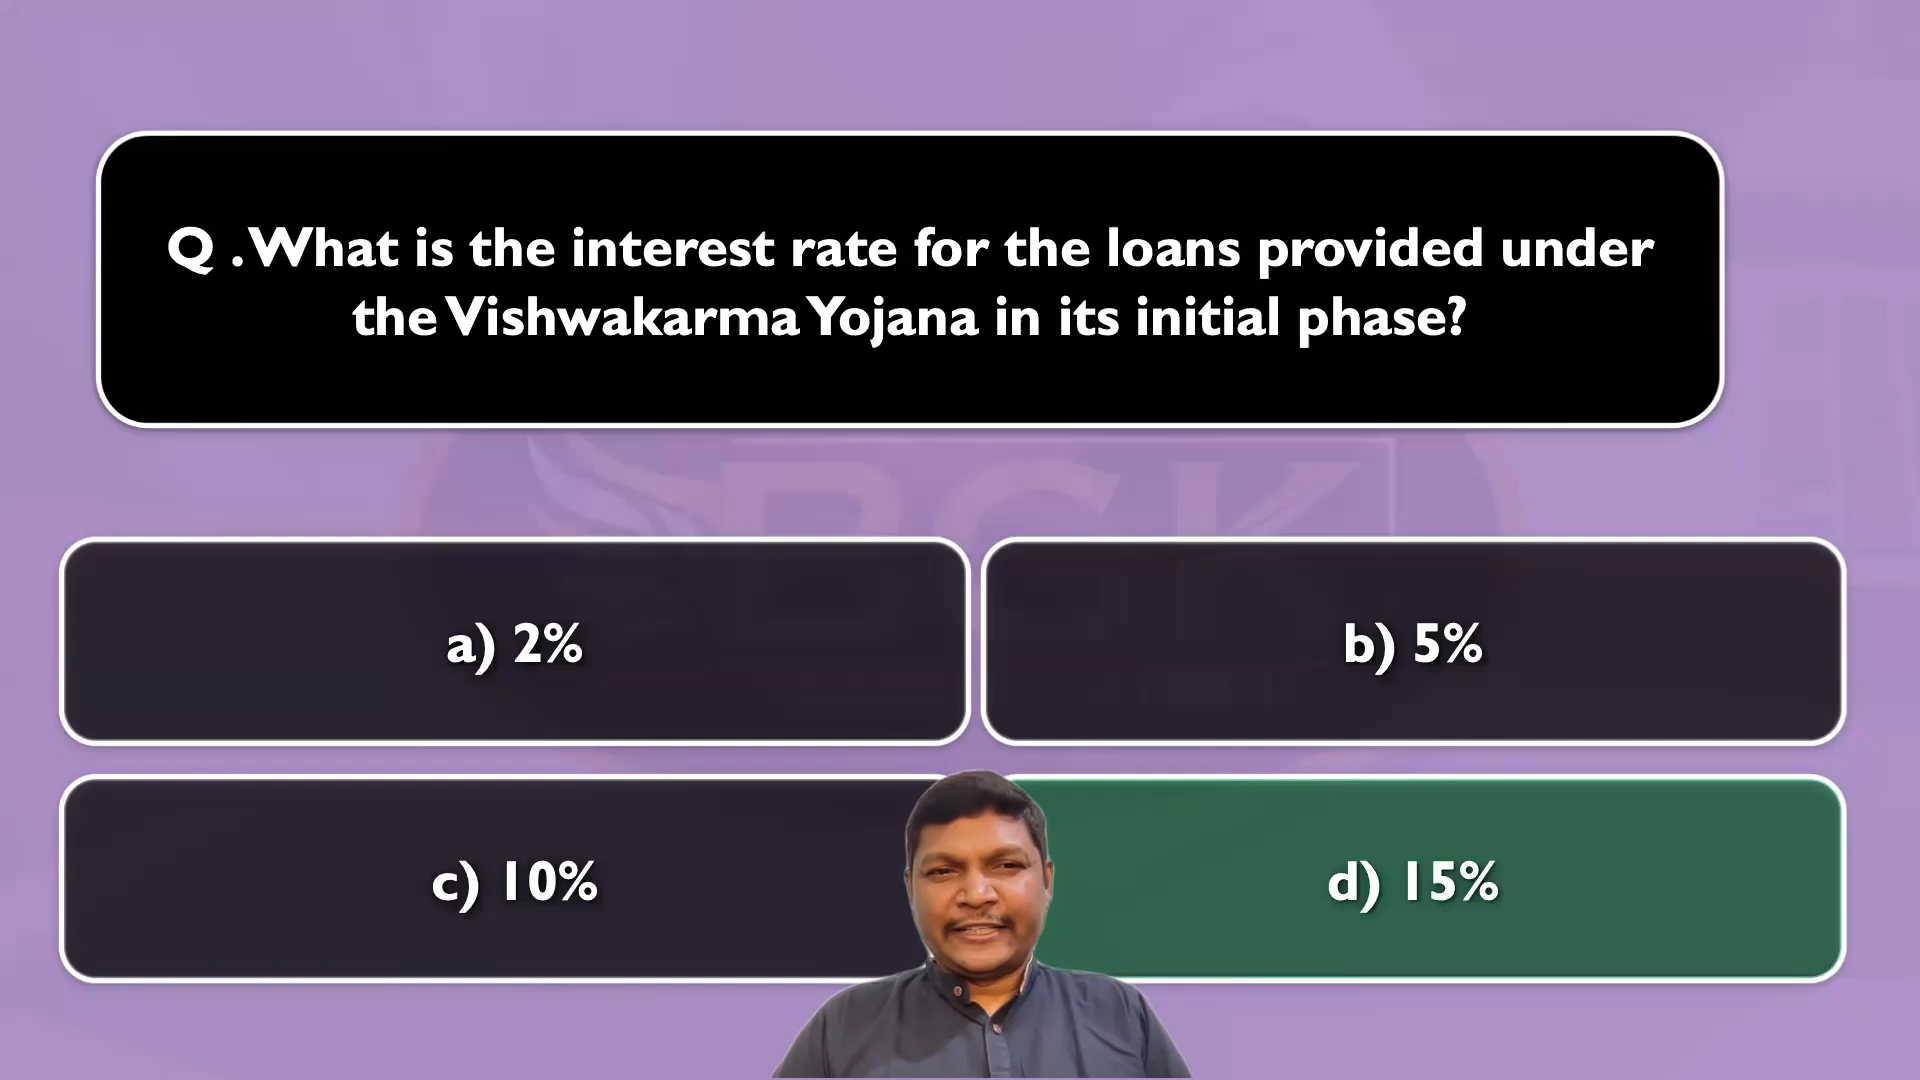 Q . What is the interest rate for the loans provided under
the Vishwakarma Yojana in its initial phase?
BGK
a) 2%
b) 5%
c) 10%
d) 15%